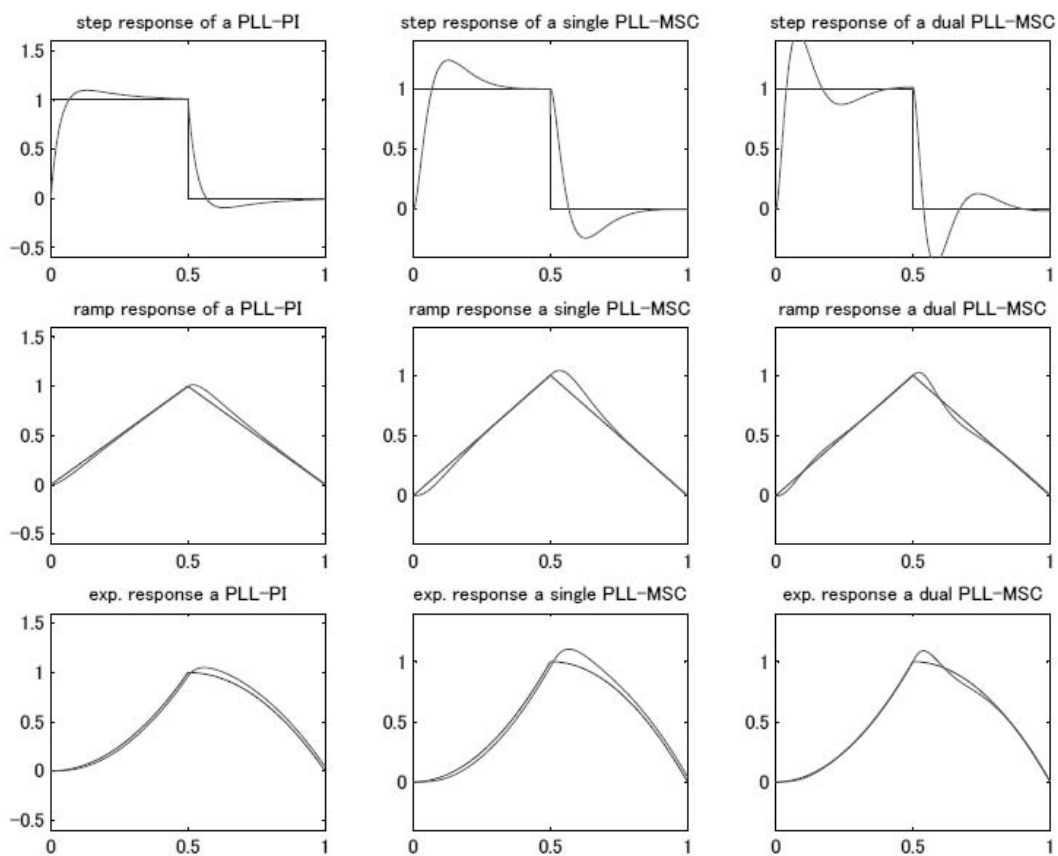 step response of a PLL-PI
step response of a single PLL-MSC
step response of a dual PLL-MSC
1.5
1
0.5
0
−0.5
0 0.5 1
1
0.5
0
0 0.5 1
1
0.5
0
0 0.5 1
ramp response of a PLL-PI
ramp response a single PLL-MSC
ramp response a dual PLL-MSC
1.5
1
0.5
0
−0.5
0 0.5 1
1
0.5
0
0 0.5 1
1
0.5
0
0 0.5 1
exp. response a PLL-PI
exp. response a single PLL-MSC
exp. response a dual PLL-MSC
1.5
1
0.5
0
−0.5
0 0.5 1
1
0.5
0
0 0.5 1
1
0.5
0
0 0.5 1